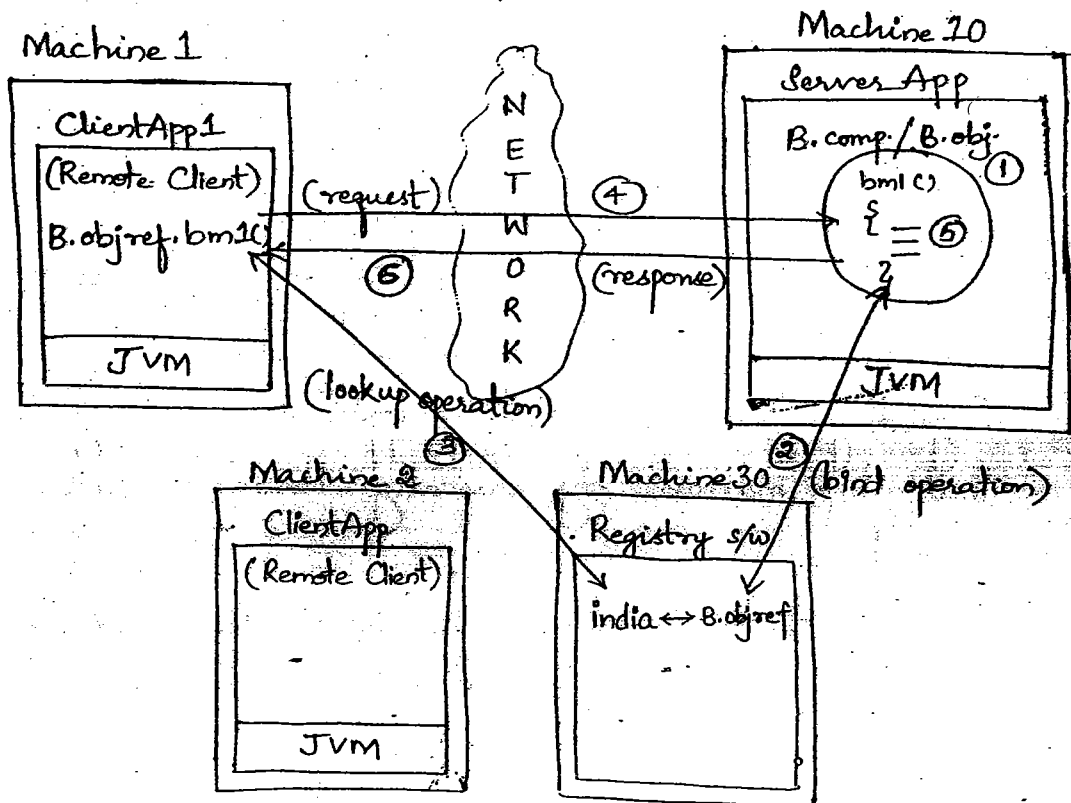 Machine 1
ClientApp1
(Remote Client)
B.objref.bm1()
JVM
NETWORK
(request)
④
⑥
(response)
Machine 10
Server App
B.comp./B.obj.
①
bm1()
{
⑤
}
JVM
(lookup operation)
③
②
(bind operation)
Machine 2
ClientApp
(Remote Client)
JVM
Machine 30
Registry s/w
india ↔ B.objref